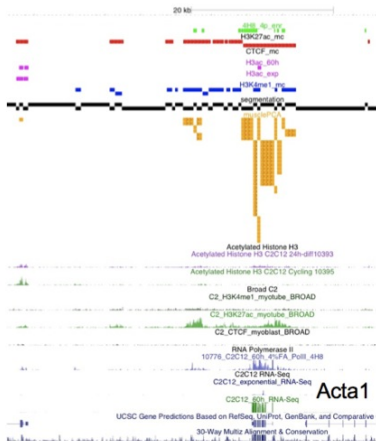 20 kb
H3K27ac_mc
CTCF_mc
H3ac_60h
H3ac_exp
H3K4me1_mc
segmentation
Acetylated Histone H3
Acetylated Histone H3 C2C12 24h-diff10393
Acetylated Histone H3 C2C12 Cycling 10395
Broad C2
C2_H3K4me1_myotube_BROAD
C2_H3K27ac_myotube_BROAD
C2_CTCF_myoblast_BROAD
RNA Polymerase II
10776_C2C12_60h_4%FA_PolII_4H8
C2C12 RNA-Seq
C2C12_exponential_RNA-Seq
C2C12_60h_RNA-Seq
Acta1
UCSC Gene Predictions Based on RefSeq, UniProt, GenBank, and Comparative
30-Way Multiz Alignment & Conservation